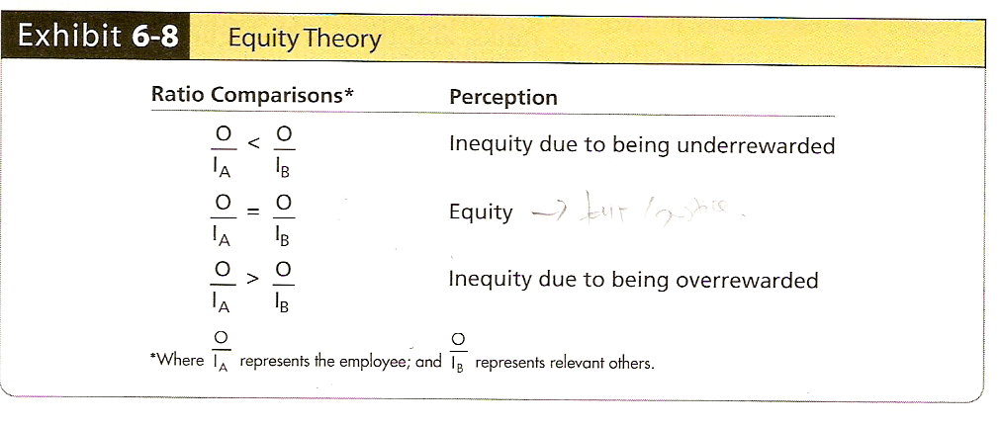 Exhibit 6-8 Equity Theory
Ratio Comparisons* Perception
O/IA < O/IB Inequity due to being underrewarded
O/IA = O/IB Equity →
O/IA > O/IB Inequity due to being overrewarded
*Where O/IA represents the employee; and O/IB represents relevant others.